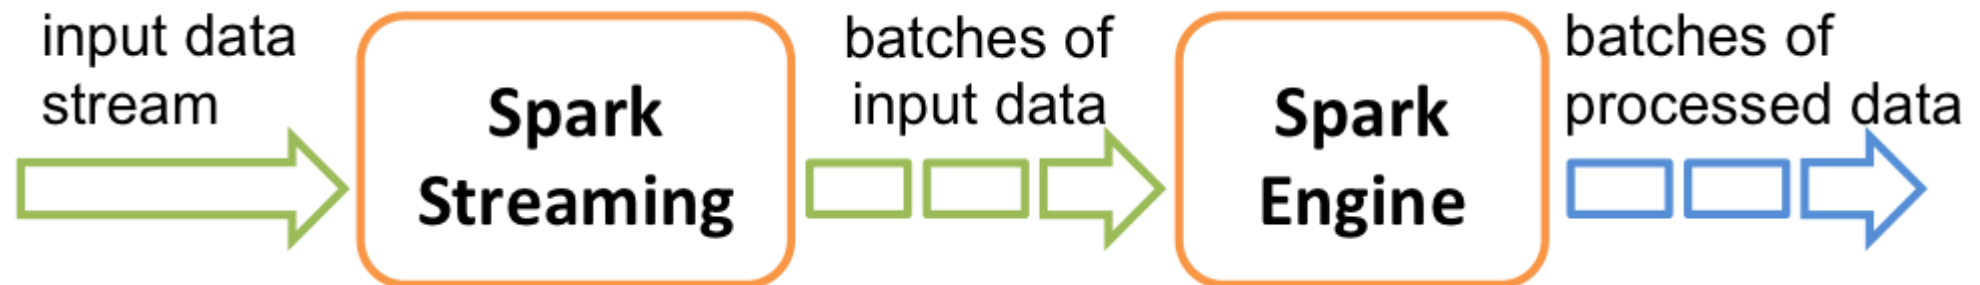 input data
stream
Spark
Streaming
batches of
input data
Spark
Engine
batches of
processed data